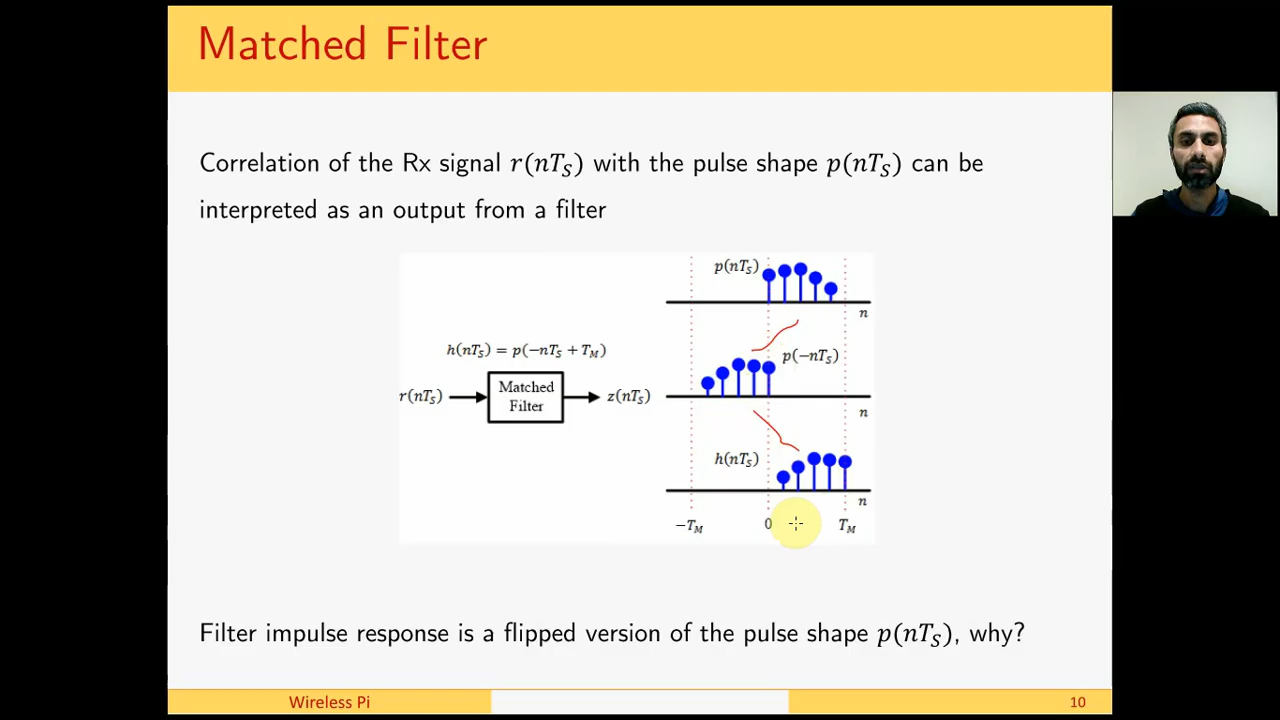 Matched Filter
Correlation of the Rx signal r(nT_S) with the pulse shape p(nT_S) can be
interpreted as an output from a filter
p(nT_S)
n
h(nT_S) = p(−nT_S + T_M)
p(−nT_S)
r(nT_S)
Matched
Filter
z(nT_S)
n
h(nT_S)
n
−T_M
0
T_M
Filter impulse response is a flipped version of the pulse shape p(nT_S), why?
Wireless Pi
10